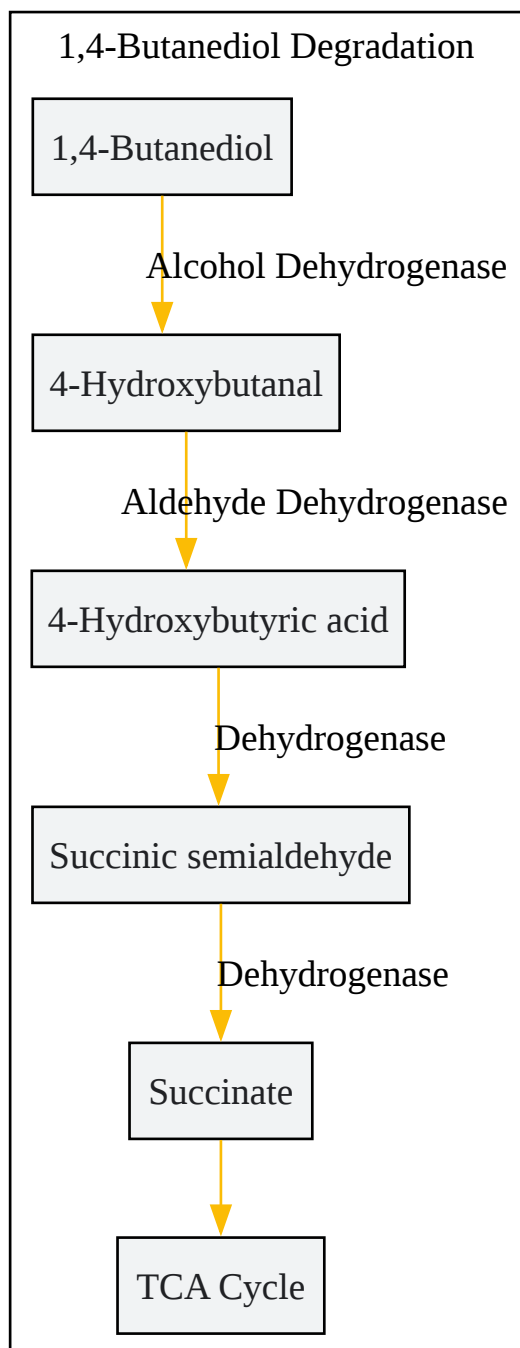 1,4-Butanediol Degradation
1,4-Butanediol
Alcohol Dehydrogenase
4-Hydroxybutanal
Aldehyde Dehydrogenase
4-Hydroxybutyric acid
Dehydrogenase
Succinic semialdehyde
Dehydrogenase
Succinate
TCA Cycle